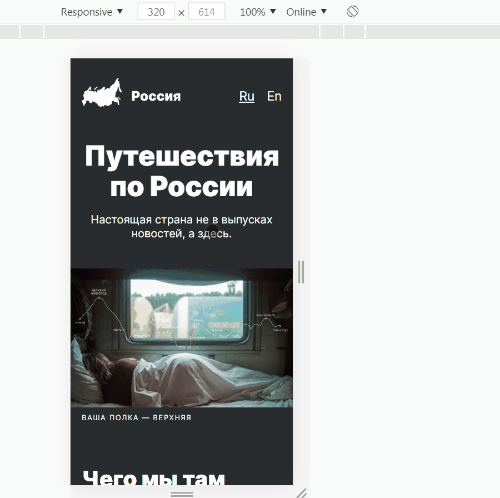 Responsive ▼ 320 × 614 100% ▼ Online ▼
Россия Ru En
Путешествия
по России
Настоящая страна не в выпусках
новостей, а здесь.
ВАША ПОЛКА — ВЕРХНЯЯ
Чего мы там